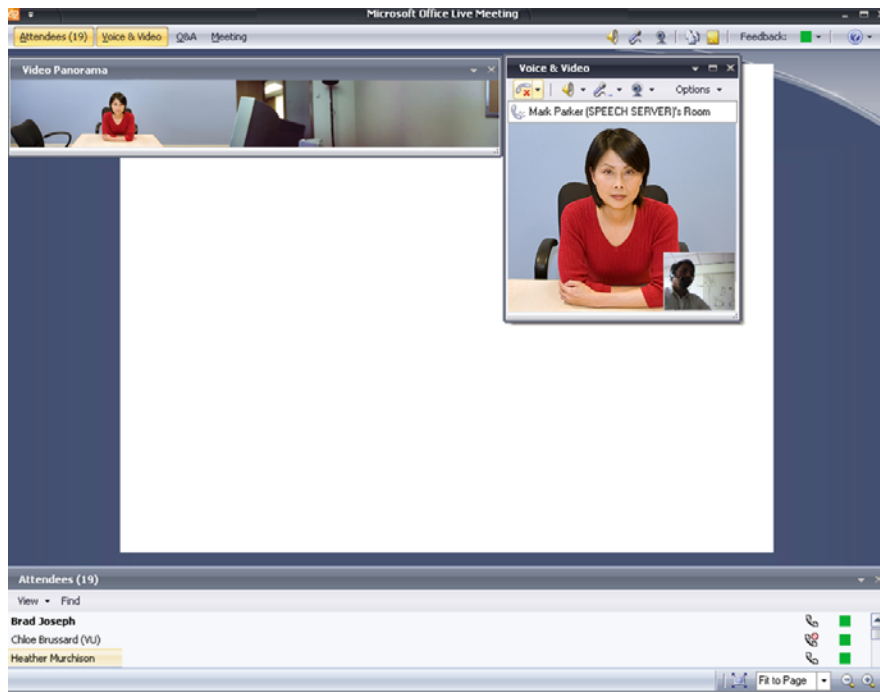 Microsoft Office Live Meeting
Attendees (19) Voice & Video Q&A Meeting Feedback:
Video Panorama
Voice & Video
Options
Mark Parker (SPEECH SERVER)'s Room
Attendees (19)
View Find
Brad Joseph
Chloe Brussard (VU)
Heather Murchison
Fit to Page